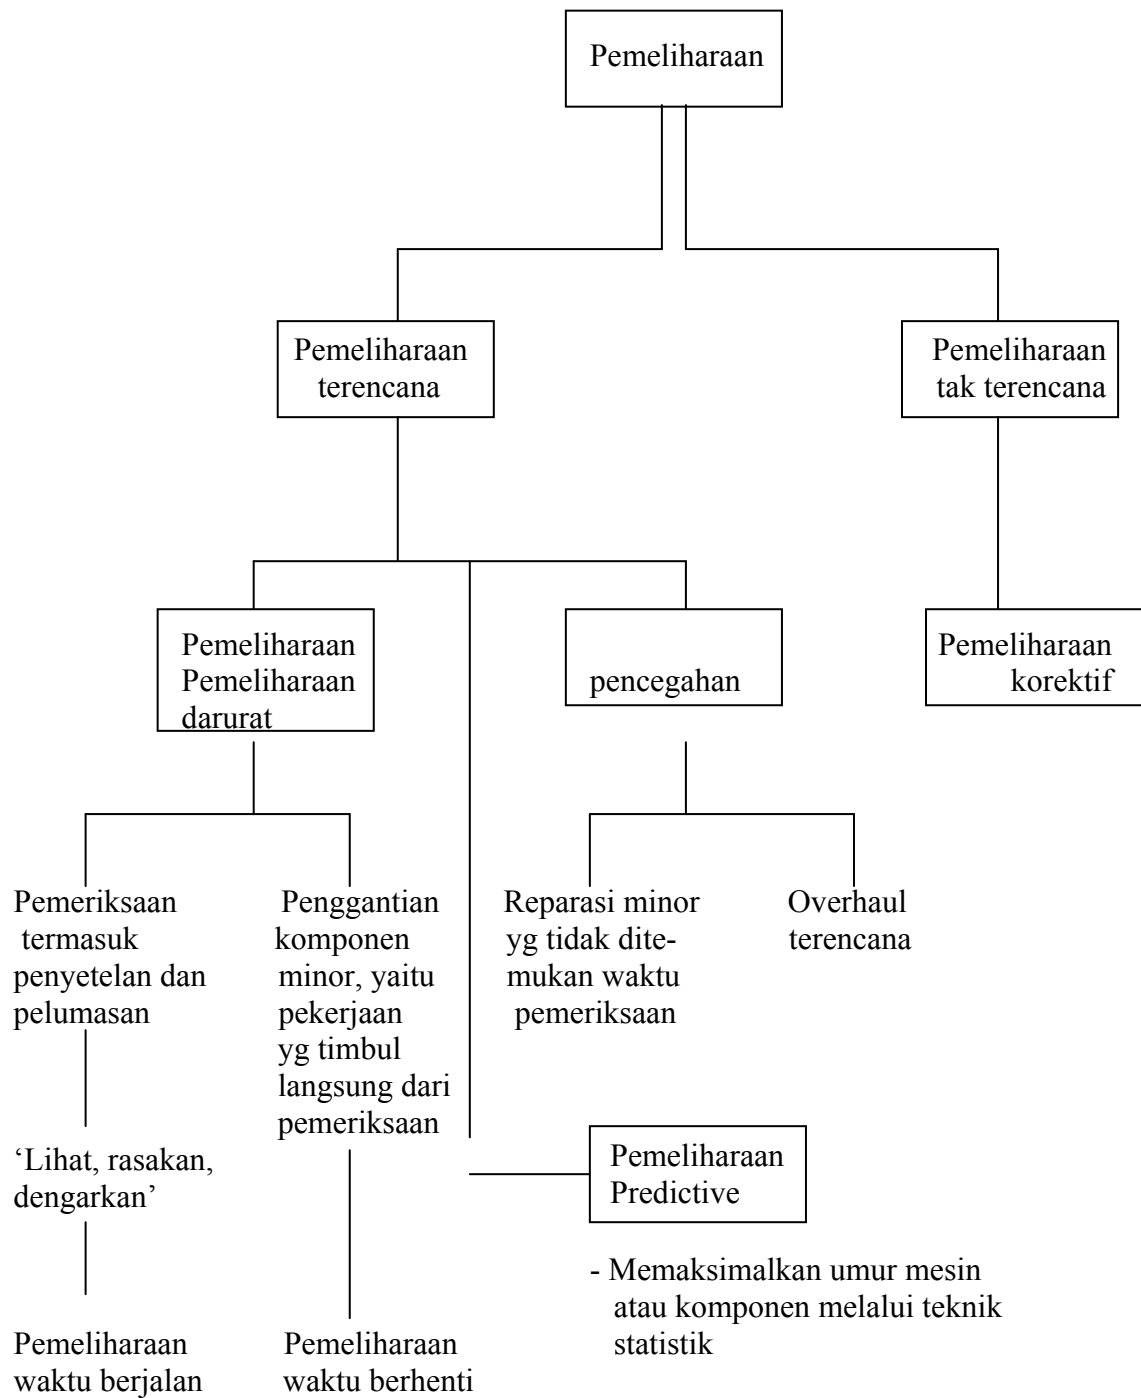 Pemeliharaan
Pemeliharaan
terencana
Pemeliharaan
tak terencana
Pemeliharaan
Pemeliharaan
darurat
pencegahan
Pemeliharaan
korektif
Pemeriksaan
termasuk
penyetelan dan
pelumasan
Penggantian
komponen
minor, yaitu
pekerjaan
yg timbul
langsung dari
pemeriksaan
Reparasi minor
yg tidak dite-
mukan waktu
pemeriksaan
Overhaul
terencana
‘Lihat, rasakan,
dengarkan’
Pemeliharaan
Predictive
- Memaksimalkan umur mesin
atau komponen melalui teknik
statistik
Pemeliharaan
waktu berjalan
Pemeliharaan
waktu berhenti